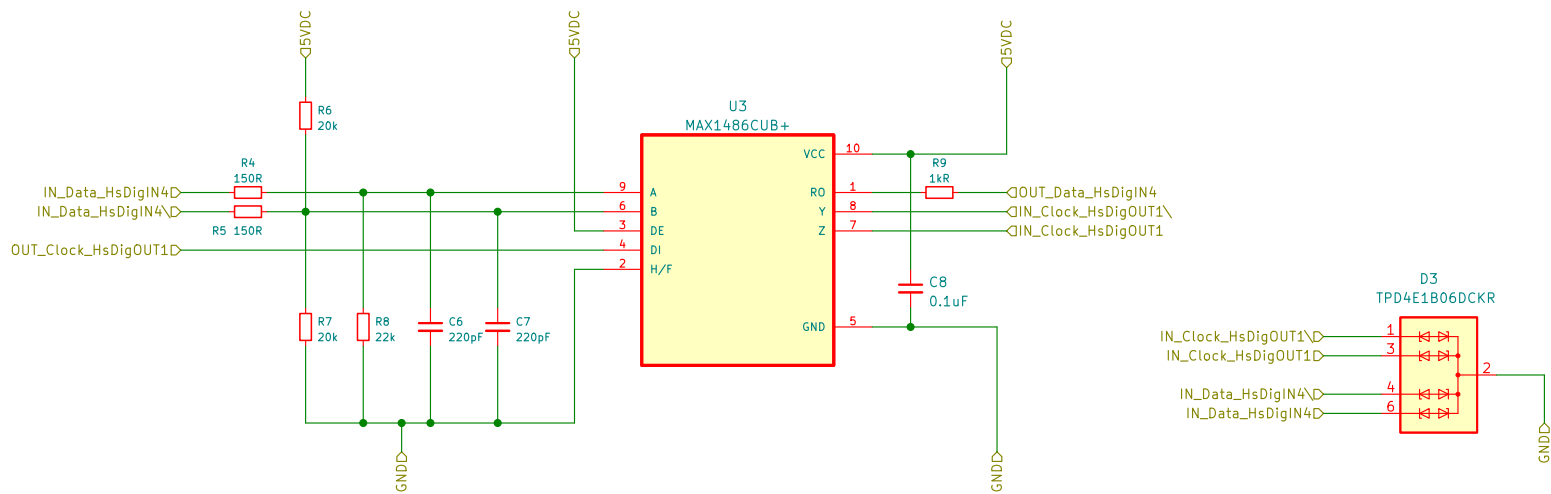 5VDC
5VDC
5VDC
R6
20k
U3
MAX1486CUB+
R4
150R
IN_Data_HsDigIN4
IN_Data_HsDigIN4\
R5 150R
OUT_Clock_HsDigOUT1
9 A
6 B
3 DE
4 DI
2 H/F
VCC 10
RO 1
Y 8
Z 7
GND 5
R9
1kR
OUT_Data_HsDigIN4
IN_Clock_HsDigOUT1\
IN_Clock_HsDigOUT1
C8
0.1uF
R7
20k
R8
22k
C6
220pF
C7
220pF
GND
GND
D3
TPD4E1B06DCKR
IN_Clock_HsDigOUT1\ 1
IN_Clock_HsDigOUT1 3
2
IN_Data_HsDigIN4\ 4
IN_Data_HsDigIN4 6
GND